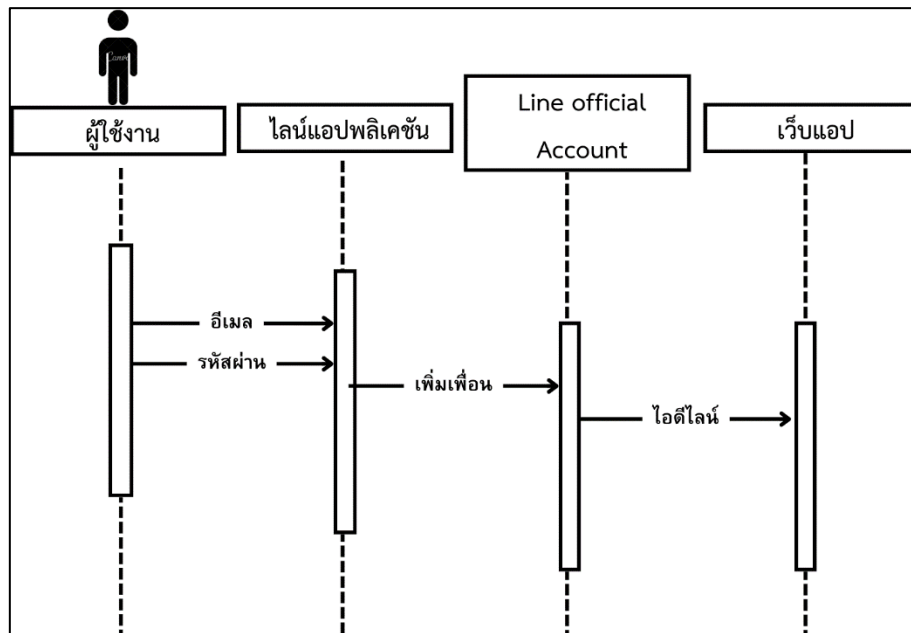 Canva
ผู้ใช้งาน
ไลน์แอปพลิเคชัน
Line official
Account
เว็บแอป
อีเมล
รหัสผ่าน
เพิ่มเพื่อน
ไอดีไลน์